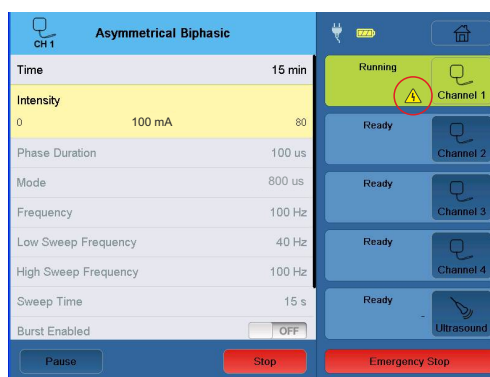 CH 1
Asymmetrical Biphasic
Time 15 min
Intensity
0 100 mA 80
Phase Duration 100 us
Mode 800 us
Frequency 100 Hz
Low Sweep Frequency 40 Hz
High Sweep Frequency 100 Hz
Sweep Time 15 s
Burst Enabled OFF
Pause Stop
Running
Channel 1
Ready
Channel 2
Ready
Channel 3
Ready
Channel 4
Ready
-
Ultrasound
Emergency Stop